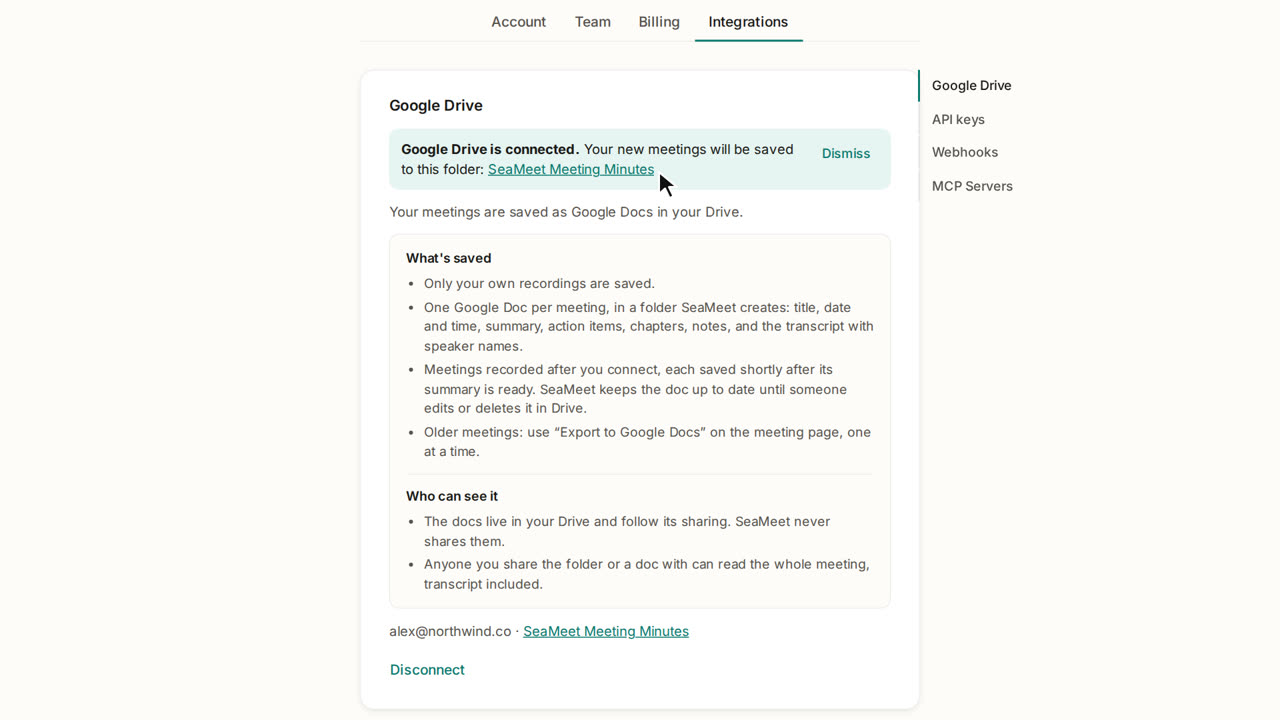 Account Team Billing Integrations
Google Drive
Google Drive is connected. Your new meetings will be saved
to this folder: SeaMeet Meeting Minutes
Dismiss
Your meetings are saved as Google Docs in your Drive.
What's saved
• Only your own recordings are saved.
• One Google Doc per meeting, in a folder SeaMeet creates: title, date
and time, summary, action items, chapters, notes, and the transcript with
speaker names.
• Meetings recorded after you connect, each saved shortly after its
summary is ready. SeaMeet keeps the doc up to date until someone
edits or deletes it in Drive.
• Older meetings: use “Export to Google Docs” on the meeting page, one
at a time.
Who can see it
• The docs live in your Drive and follow its sharing. SeaMeet never
shares them.
• Anyone you share the folder or a doc with can read the whole meeting,
transcript included.
alex@northwind.co · SeaMeet Meeting Minutes
Disconnect
Google Drive
API keys
Webhooks
MCP Servers